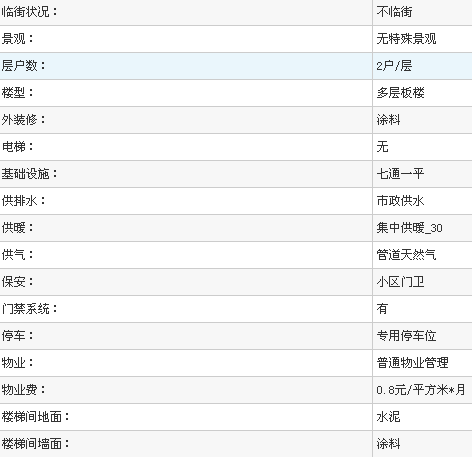 临街状况： 不临街
景观： 无特殊景观
层户数： 2户/层
楼型： 多层板楼
外装修： 涂料
电梯： 无
基础设施： 七通一平
供排水： 市政供水
供暖： 集中供暖_30
供气： 管道天然气
保安： 小区门卫
门禁系统： 有
停车： 专用停车位
物业： 普通物业管理
物业费： 0.8元/平方米*月
楼梯间地面： 水泥
楼梯间墙面： 涂料